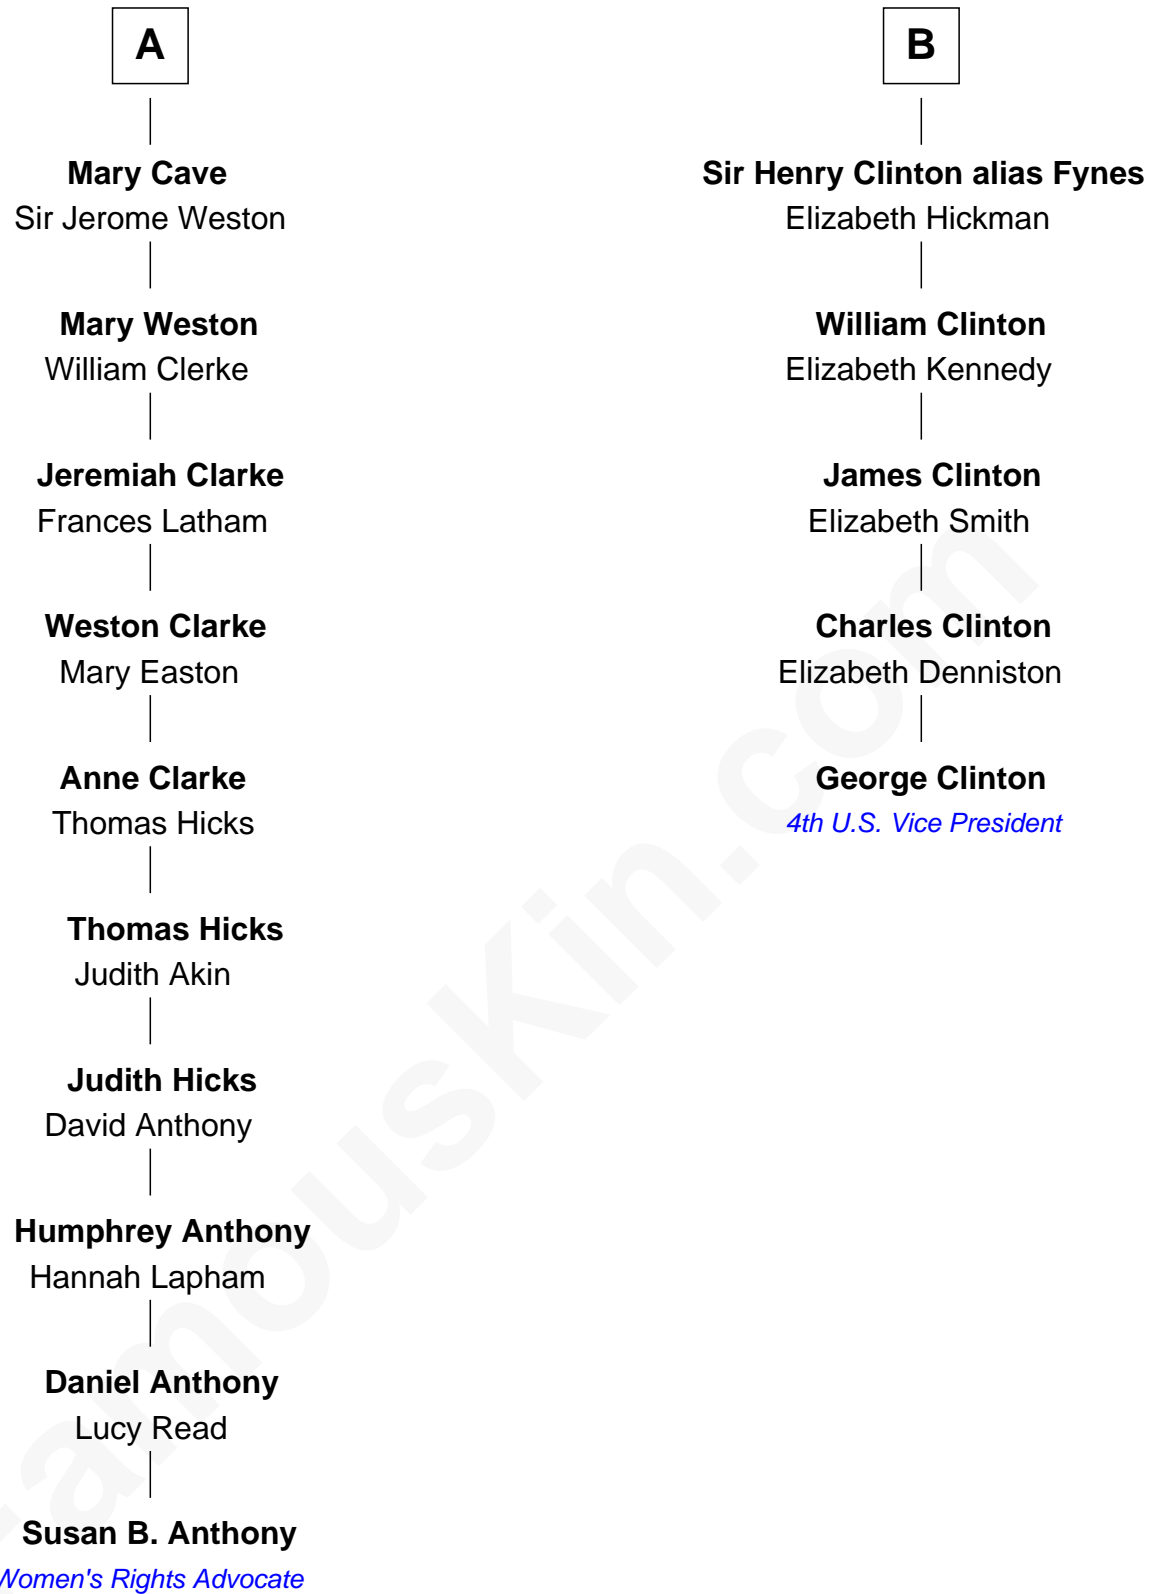 A
Mary Cave
Sir Jerome Weston
Mary Weston
William Clerke
Jeremiah Clarke
Frances Latham
Weston Clarke
Mary Easton
Anne Clarke
Thomas Hicks
Thomas Hicks
Judith Akin
Judith Hicks
David Anthony
Humphrey Anthony
Hannah Lapham
Daniel Anthony
Lucy Read
Susan B. Anthony
Women's Rights Advocate
B
Sir Henry Clinton alias Fynes
Elizabeth Hickman
William Clinton
Elizabeth Kennedy
James Clinton
Elizabeth Smith
Charles Clinton
Elizabeth Denniston
George Clinton
4th U.S. Vice President
FamousKin.com